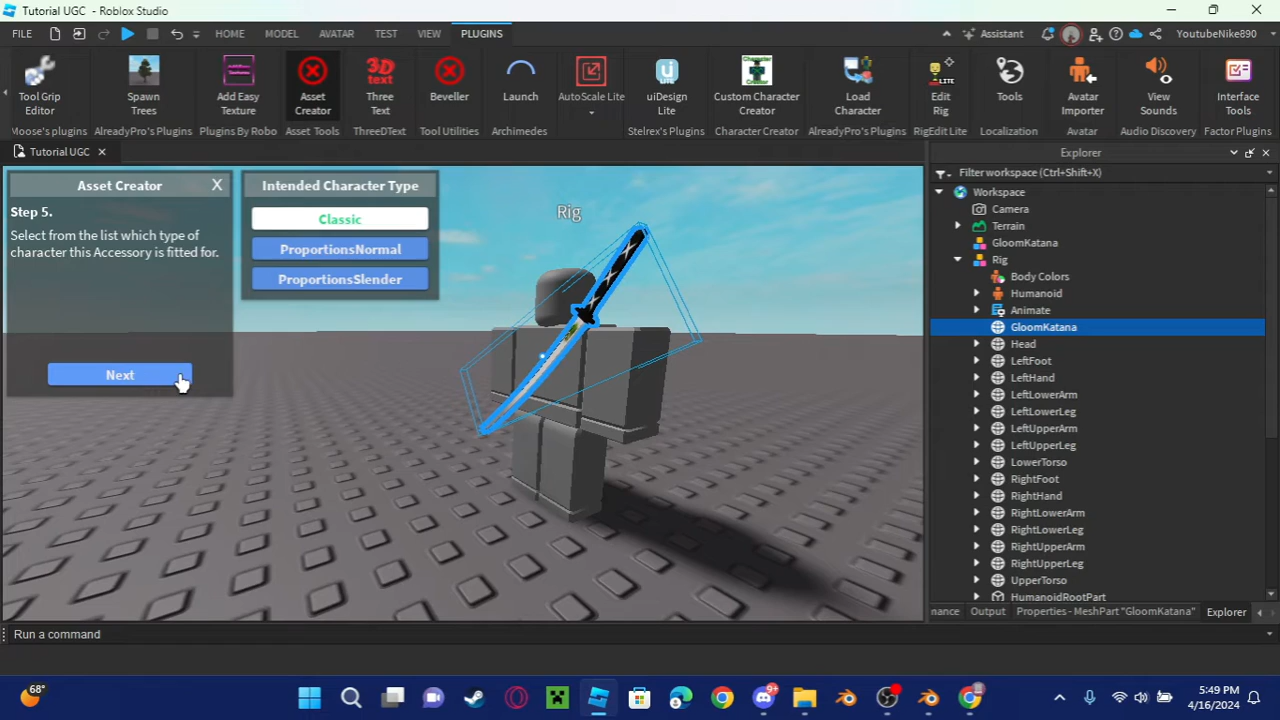 Tutorial UGC - Roblox Studio
FILE HOME MODEL AVATAR TEST VIEW PLUGINS Assistant YoutubeNike890
Tool Grip Editor
Spawn Trees
Add Easy Texture
Asset Creator
Three Text
3D text
Beveller
Launch
AutoScale Lite
uiDesign Lite
Custom Character Creator
Load Character
Edit Rig
LITE
Tools
Avatar Importer
View Sounds
Interface Tools
Moose's plugins AlreadyPro's Plugins Plugins By Robo Asset Tools ThreeDText Tool Utilities Archimedes Stelrex's Plugins Character Creator AlreadyPro's Plugins RigEdit Lite Localization Avatar Audio Discovery Factor Plugins
Tutorial UGC
Asset Creator X
Step 5.
Select from the list which type of
character this Accessory is fitted for.
Next
Intended Character Type
Classic
ProportionsNormal
ProportionsSlender
Rig
Explorer
Filter workspace (Ctrl+Shift+X)
Workspace
Camera
Terrain
GloomKatana
Rig
Body Colors
Humanoid
Animate
GloomKatana
Head
LeftFoot
LeftHand
LeftLowerArm
LeftLowerLeg
LeftUpperArm
LeftUpperLeg
LowerTorso
RightFoot
RightHand
RightLowerArm
RightLowerLeg
RightUpperArm
RightUpperLeg
UpperTorso
HumanoidRootPart
nance Output Properties - MeshPart "GloomKatana" Explorer
Run a command
68°
9+
5:49 PM
4/16/2024